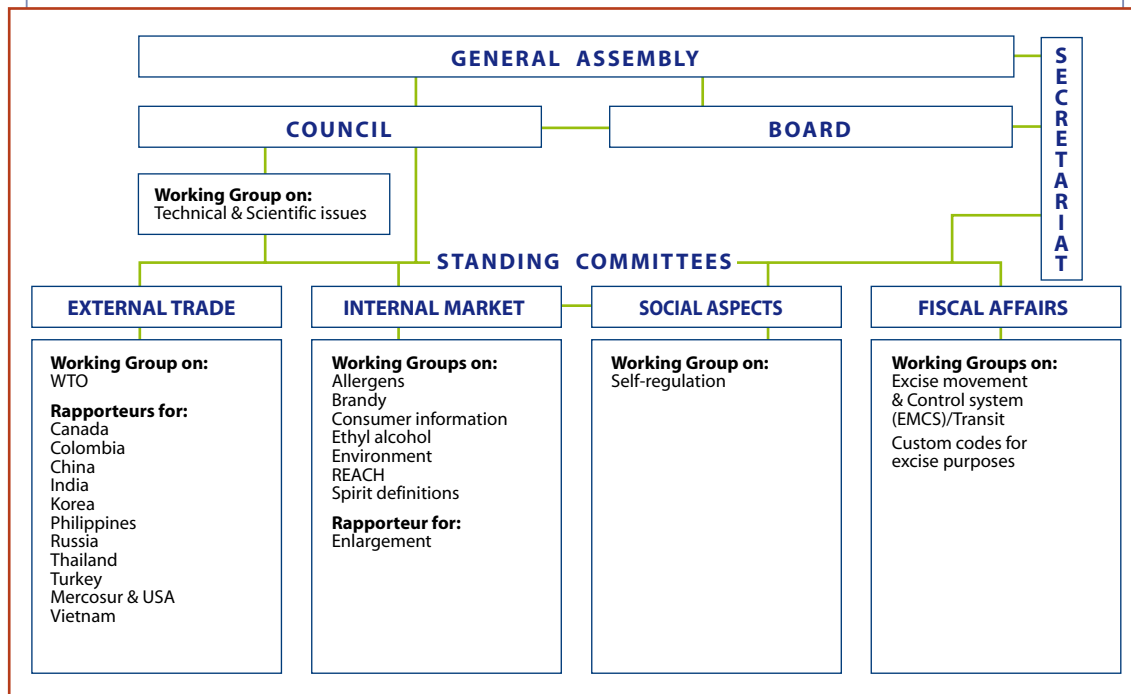 GENERAL ASSEMBLY
SECRETARIAT
COUNCIL
BOARD
Working Group on:
Technical & Scientific issues
STANDING COMMITTEES
EXTERNAL TRADE
INTERNAL MARKET
SOCIAL ASPECTS
FISCAL AFFAIRS
Working Group on:
WTO
Rapporteurs for:
Canada
Colombia
China
India
Korea
Philippines
Russia
Thailand
Turkey
Mercosur & USA
Vietnam
Working Groups on:
Allergens
Brandy
Consumer information
Ethyl alcohol
Environment
REACH
Spirit definitions
Rapporteur for:
Enlargement
Working Group on:
Self-regulation
Working Groups on:
Excise movement
& Control system
(EMCS)/Transit
Custom codes for
excise purposes